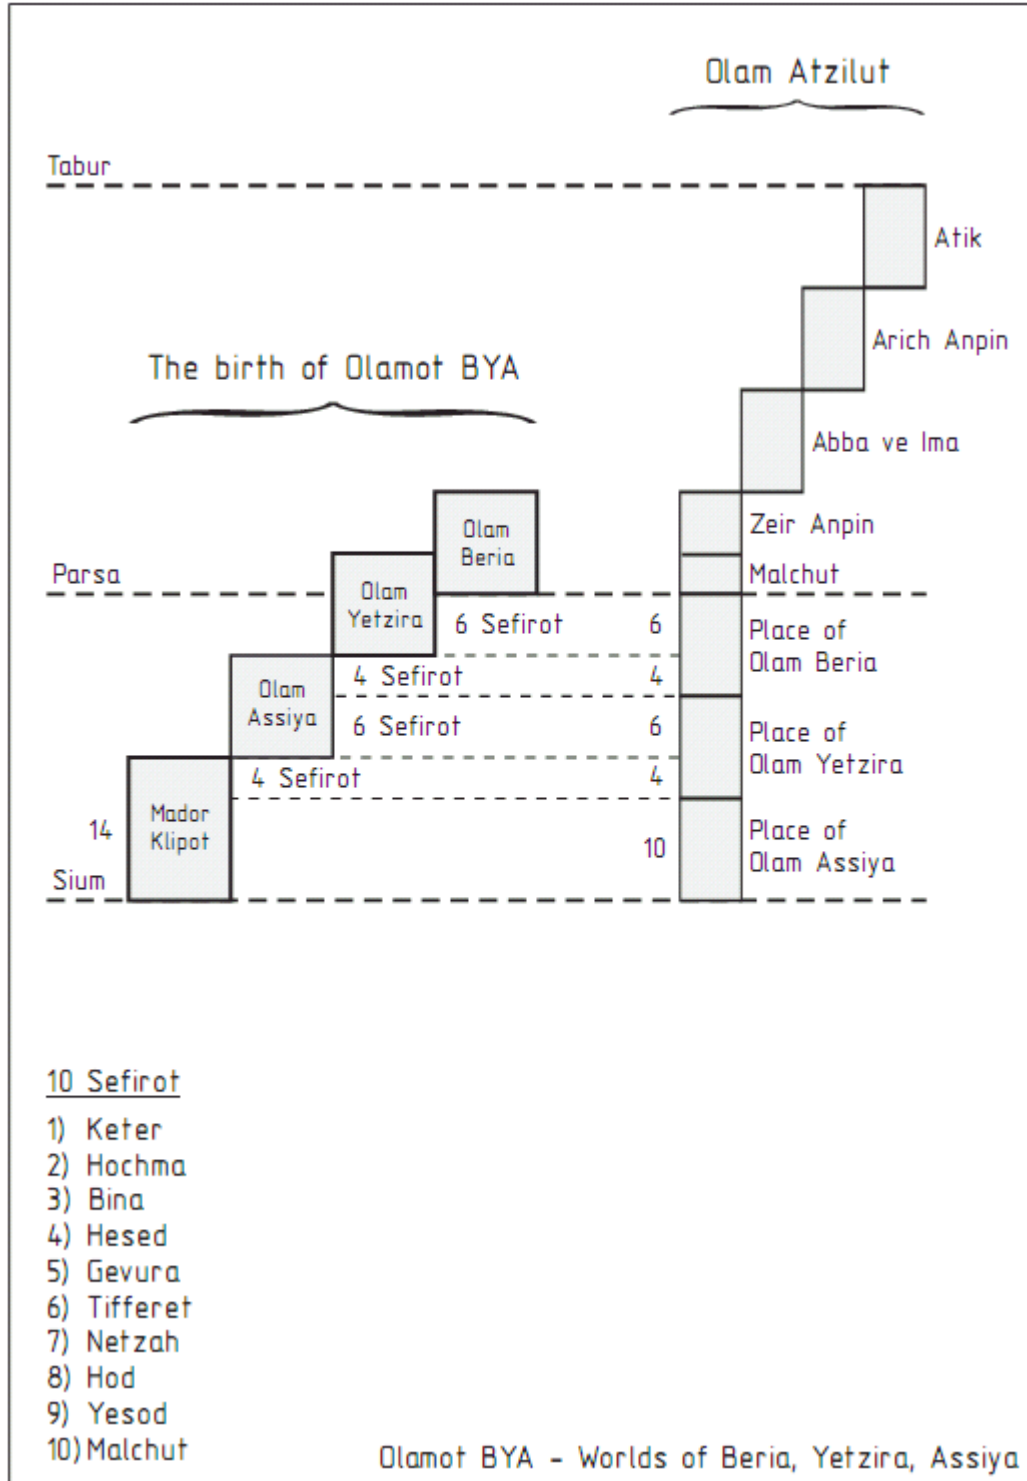 Olam Atzilut
Tabur
Atik
Arich Anpin
The birth of Olamot BYA
Abba ve Ima
Olam
Beria
Zeir Anpin
Parsa
Malchut
Olam
Yetzira
6 Sefirot
6
Place of
Olam Beria
4 Sefirot
4
Olam
Assiya
6 Sefirot
6
Place of
Olam Yetzira
4 Sefirot
4
Mador
Klipot
14
10
Place of
Olam Assiya
Sium
10 Sefirot
1) Keter
2) Hochma
3) Bina
4) Hesed
5) Gevura
6) Tifferet
7) Netzah
8) Hod
9) Yesod
10) Malchut
Olamot BYA - Worlds of Beria, Yetzira, Assiya